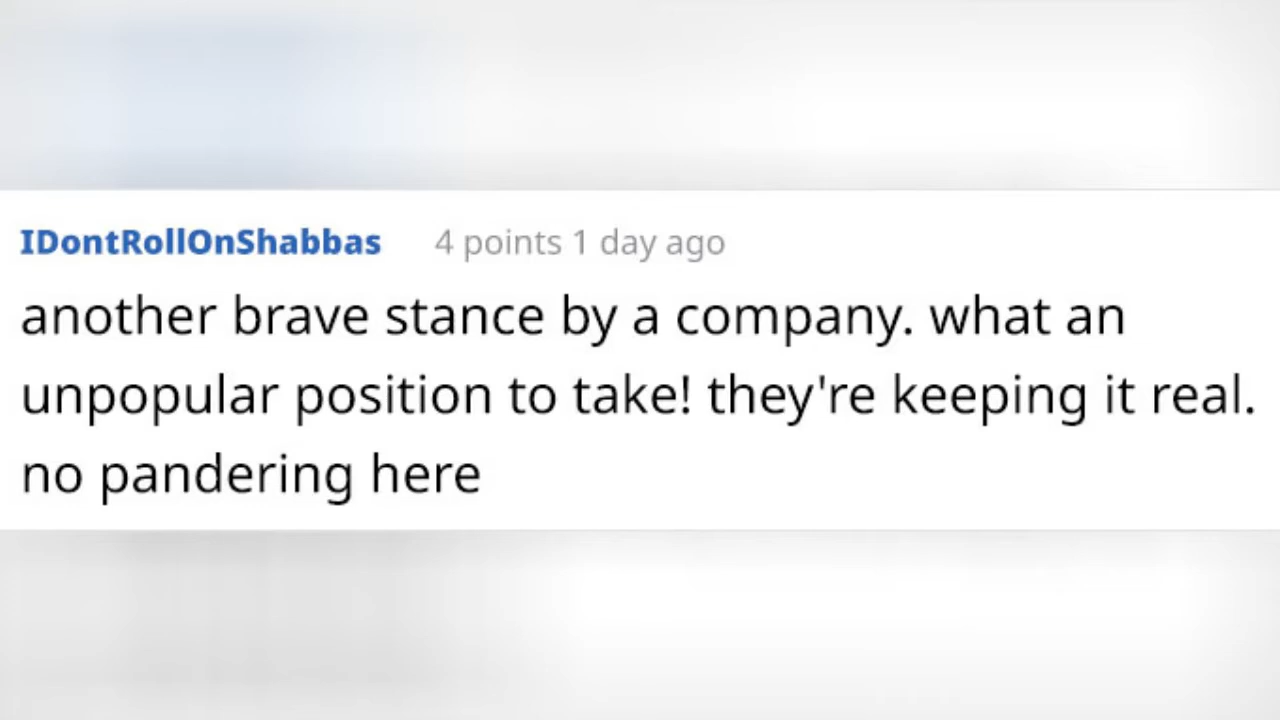 IDontRollOnShabbas 4 points 1 day ago
another brave stance by a company. what an
unpopular position to take! they're keeping it real.
no pandering here